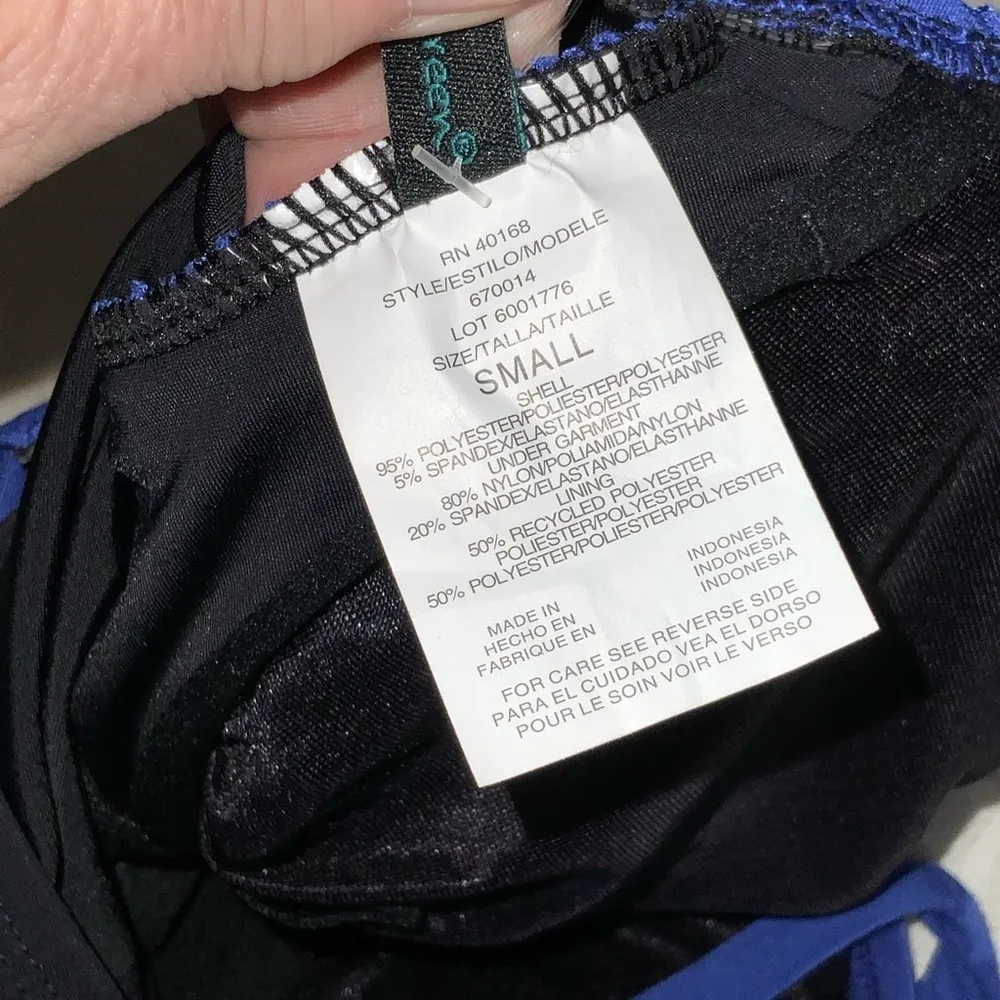 RN 40168
STYLE/ESTILO/MODELE
670014
LOT 6001776
SIZE/TALLA/TAILLE
SMALL
SHELL
95% POLYESTER/POLIESTER/POLYESTER
5% SPANDEX/ELASTANO/ELASTHANNE
UNDER GARMENT
80% NYLON/POLIAMIDA/NYLON
20% SPANDEX/ELASTANO/ELASTHANNE
LINING
50% RECYCLED POLYESTER
POLIESTER/POLYESTER
50% POLYESTER/POLIESTER/POLYESTER
MADE IN INDONESIA
HECHO EN INDONESIA
FABRIQUE EN INDONESIA
FOR CARE SEE REVERSE SIDE
PARA EL CUIDADO VEA EL DORSO
POUR LE SOIN VOIR LE VERSO